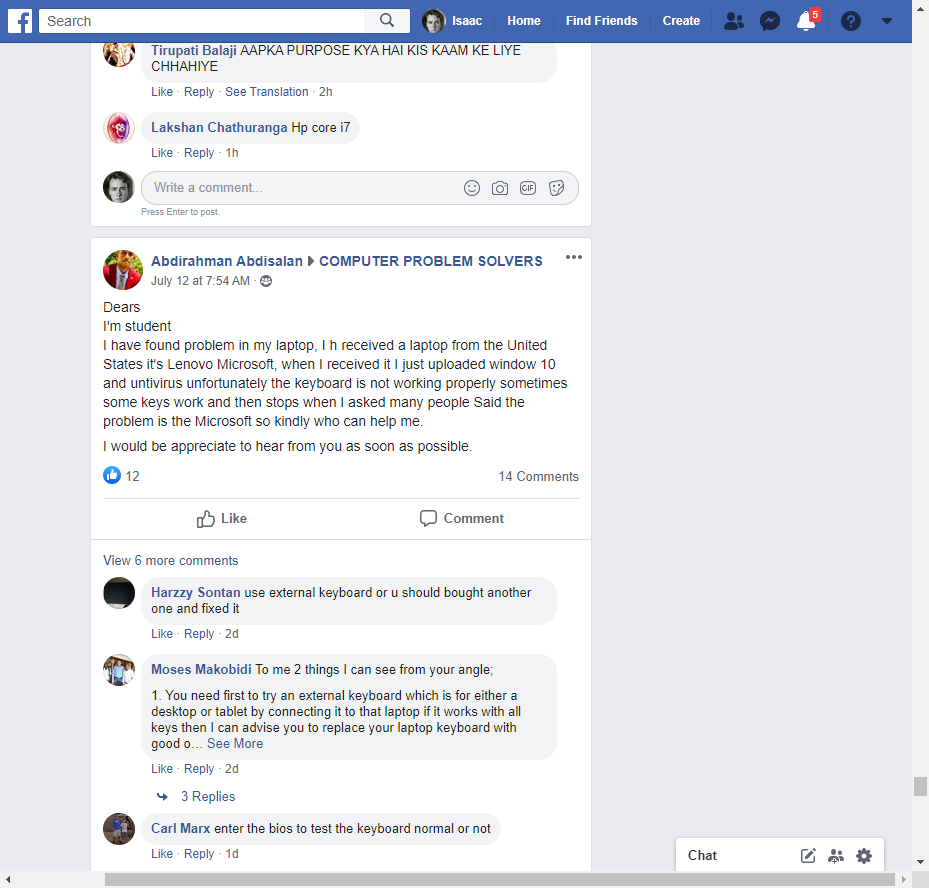 Search
Isaac
Home
Find Friends
Create
5
Tirupati Balaji AAPKA PURPOSE KYA HAI KIS KAAM KE LIYE
CHHAHIYE
Like · Reply · See Translation · 2h
Lakshan Chathuranga Hp core i7
Like · Reply · 1h
Write a comment...
GIF
Press Enter to post.
Abdirahman Abdisalan COMPUTER PROBLEM SOLVERS
July 12 at 7:54 AM ·
Dears
I'm student
I have found problem in my laptop, I h received a laptop from the United
States it's Lenovo Microsoft, when I received it I just uploaded window 10
and untivirus unfortunately the keyboard is not working properly sometimes
some keys work and then stops when I asked many people Said the
problem is the Microsoft so kindly who can help me.
I would be appreciate to hear from you as soon as possible.
12
14 Comments
Like
Comment
View 6 more comments
Harzzy Sontan use external keyboard or u should bought another
one and fixed it
Like · Reply · 2d
Moses Makobidi To me 2 things I can see from your angle;
1. You need first to try an external keyboard which is for either a
desktop or tablet by connecting it to that laptop if it works with all
keys then I can advise you to replace your laptop keyboard with
good o... See More
Like · Reply · 2d
3 Replies
Carl Marx enter the bios to test the keyboard normal or not
Like · Reply · 1d
Chat